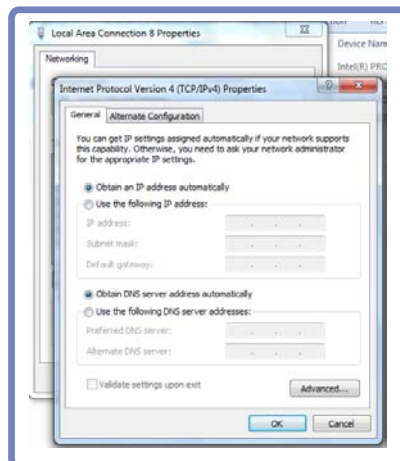 Local Area Connection 8 Properties
Device Nam
Intel(R) PRO
Networking
Internet Protocol Version 4 (TCP/IPv4) Properties
General
Alternate Configuration
You can get IP settings assigned automatically if your network supports
this capability. Otherwise, you need to ask your network administrator
for the appropriate IP settings.
Obtain an IP address automatically
Use the following IP address:
IP address:
Subnet mask:
Default gateway:
Obtain DNS server address automatically
Use the following DNS server addresses:
Preferred DNS server:
Alternate DNS server:
Validate settings upon exit
Advanced...
OK
Cancel